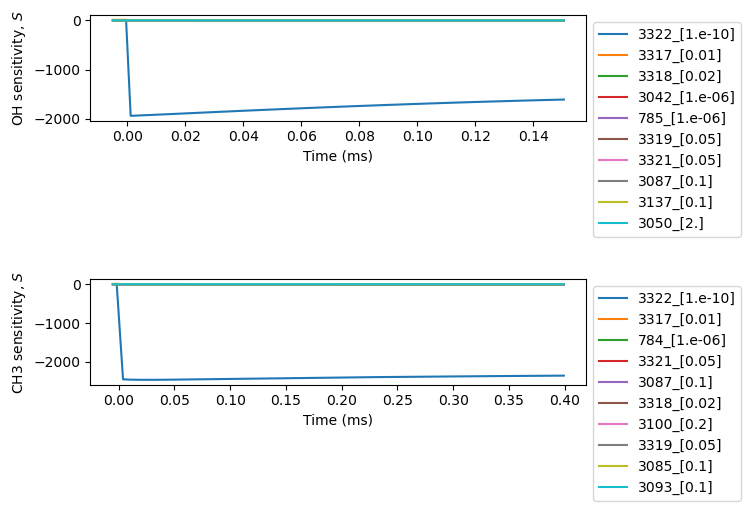 OH sensitivity, S
0
−1000
−2000
0.00 0.02 0.04 0.06 0.08 0.10 0.12 0.14
Time (ms)
3322_[1.e-10]
3317_[0.01]
3318_[0.02]
3042_[1.e-06]
785_[1.e-06]
3319_[0.05]
3321_[0.05]
3087_[0.1]
3137_[0.1]
3050_[2.]
CH3 sensitivity, S
0
−1000
−2000
0.00 0.05 0.10 0.15 0.20 0.25 0.30 0.35 0.40
Time (ms)
3322_[1.e-10]
3317_[0.01]
784_[1.e-06]
3321_[0.05]
3087_[0.1]
3318_[0.02]
3100_[0.2]
3319_[0.05]
3085_[0.1]
3093_[0.1]